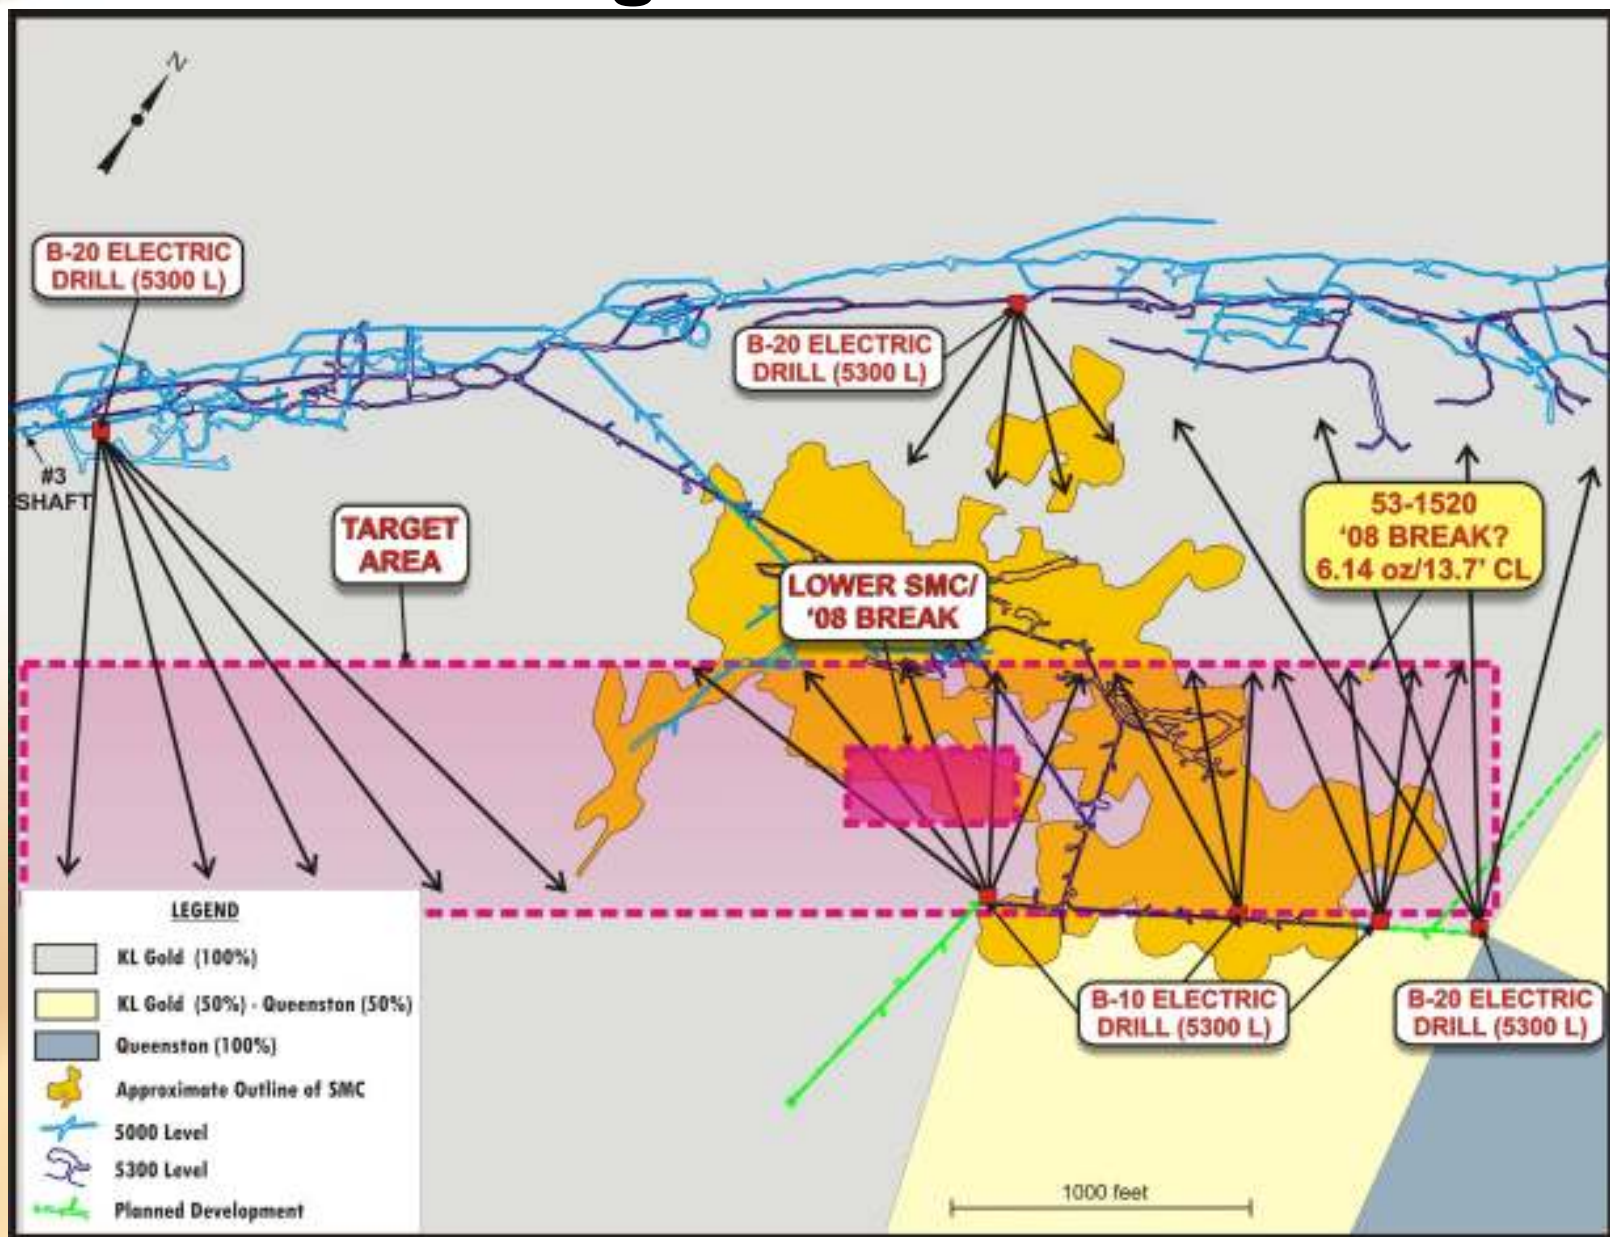 N
B-20 ELECTRIC
DRILL (5300 L)
B-20 ELECTRIC
DRILL (5300 L)
#3
SHAFT
TARGET
AREA
53-1520
‘08 BREAK?
6.14 oz/13.7’ CL
LOWER SMC/
‘08 BREAK
LEGEND
KL Gold (100%)
KL Gold (50%) - Queenston (50%)
Queenston (100%)
Approximate Outline of SMC
5000 Level
5300 Level
Planned Development
B-10 ELECTRIC
DRILL (5300 L)
B-20 ELECTRIC
DRILL (5300 L)
1000 feet